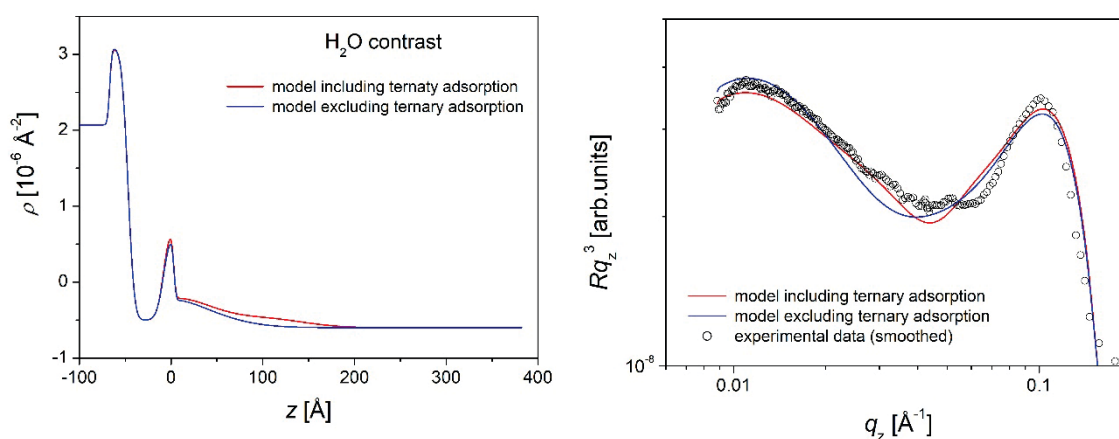 H₂O contrast
model including ternaty adsorption
model excluding ternary adsorption
3
2
1
0
-1
ρ [10⁻⁶ Å⁻²]
-100 0 100 200 300 400
z [Å]
Rq_z³ [arb.units]
model including ternary adsorption
model excluding ternary adsorption
experimental data (smoothed)
10⁻⁸
0.01 0.1
q_z [Å⁻¹]